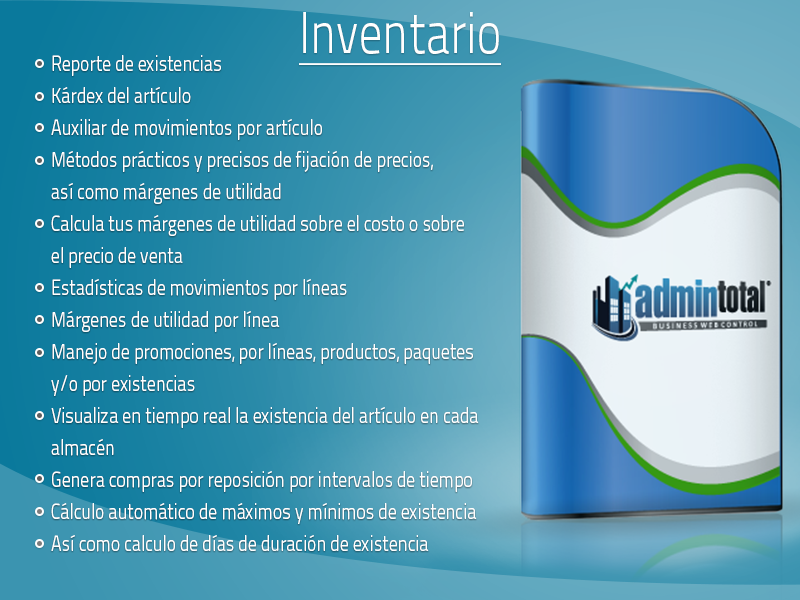 Inventario
Reporte de existencias
Kárdex del artículo
Auxiliar de movimientos por artículo
Métodos prácticos y precisos de fijación de precios,
así como márgenes de utilidad
Calcula tus márgenes de utilidad sobre el costo o sobre
el precio de venta
Estadísticas de movimientos por líneas
Márgenes de utilidad por línea
Manejo de promociones, por líneas, productos, paquetes
y/o por existencias
Visualiza en tiempo real la existencia del artículo en cada
almacén
Genera compras por reposición por intervalos de tiempo
Cálculo automático de máximos y mínimos de existencia
Así como calculo de días de duración de existencia
admintotal
BUSINESS WEB CONTROL